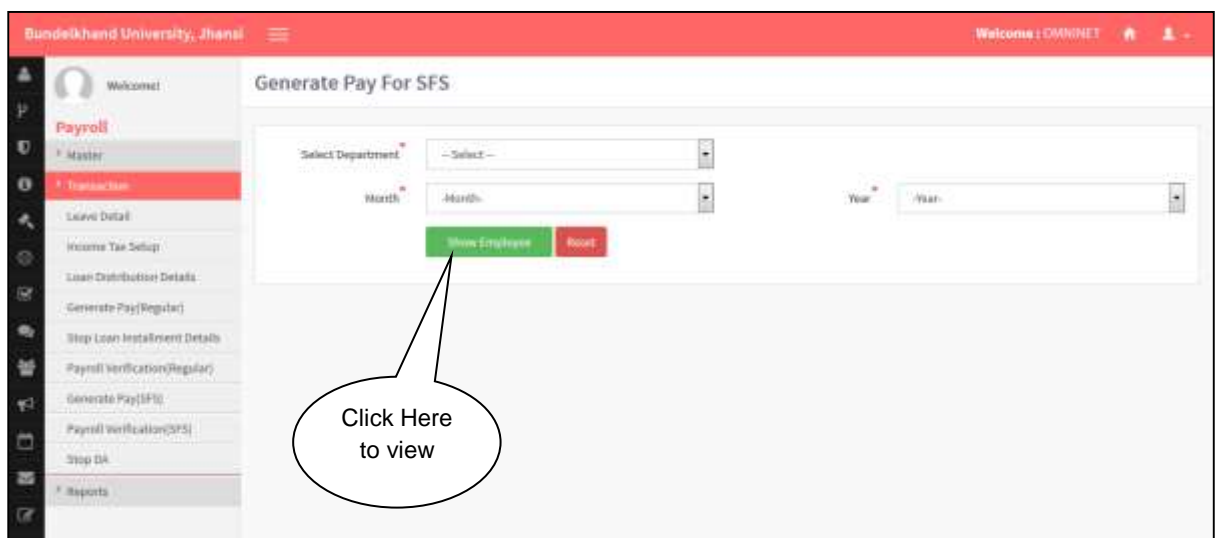 Bundelkhand University, Jhansi
Welcome : OMNINET
Welcome!
Generate Pay For SFS
Payroll
Master
Select Department* -- Select --
Transaction
Month* -Month- Year* -Year-
Leave Detail
Show Employee Reset
Income Tax Setup
Loan Distribution Details
Generate Pay(Regular)
Stop Loan Installment Details
Payroll Verification(Regular)
Generate Pay(SFS)
Payroll Verification(SFS)
Stop DA
Reports
Click Here
to view